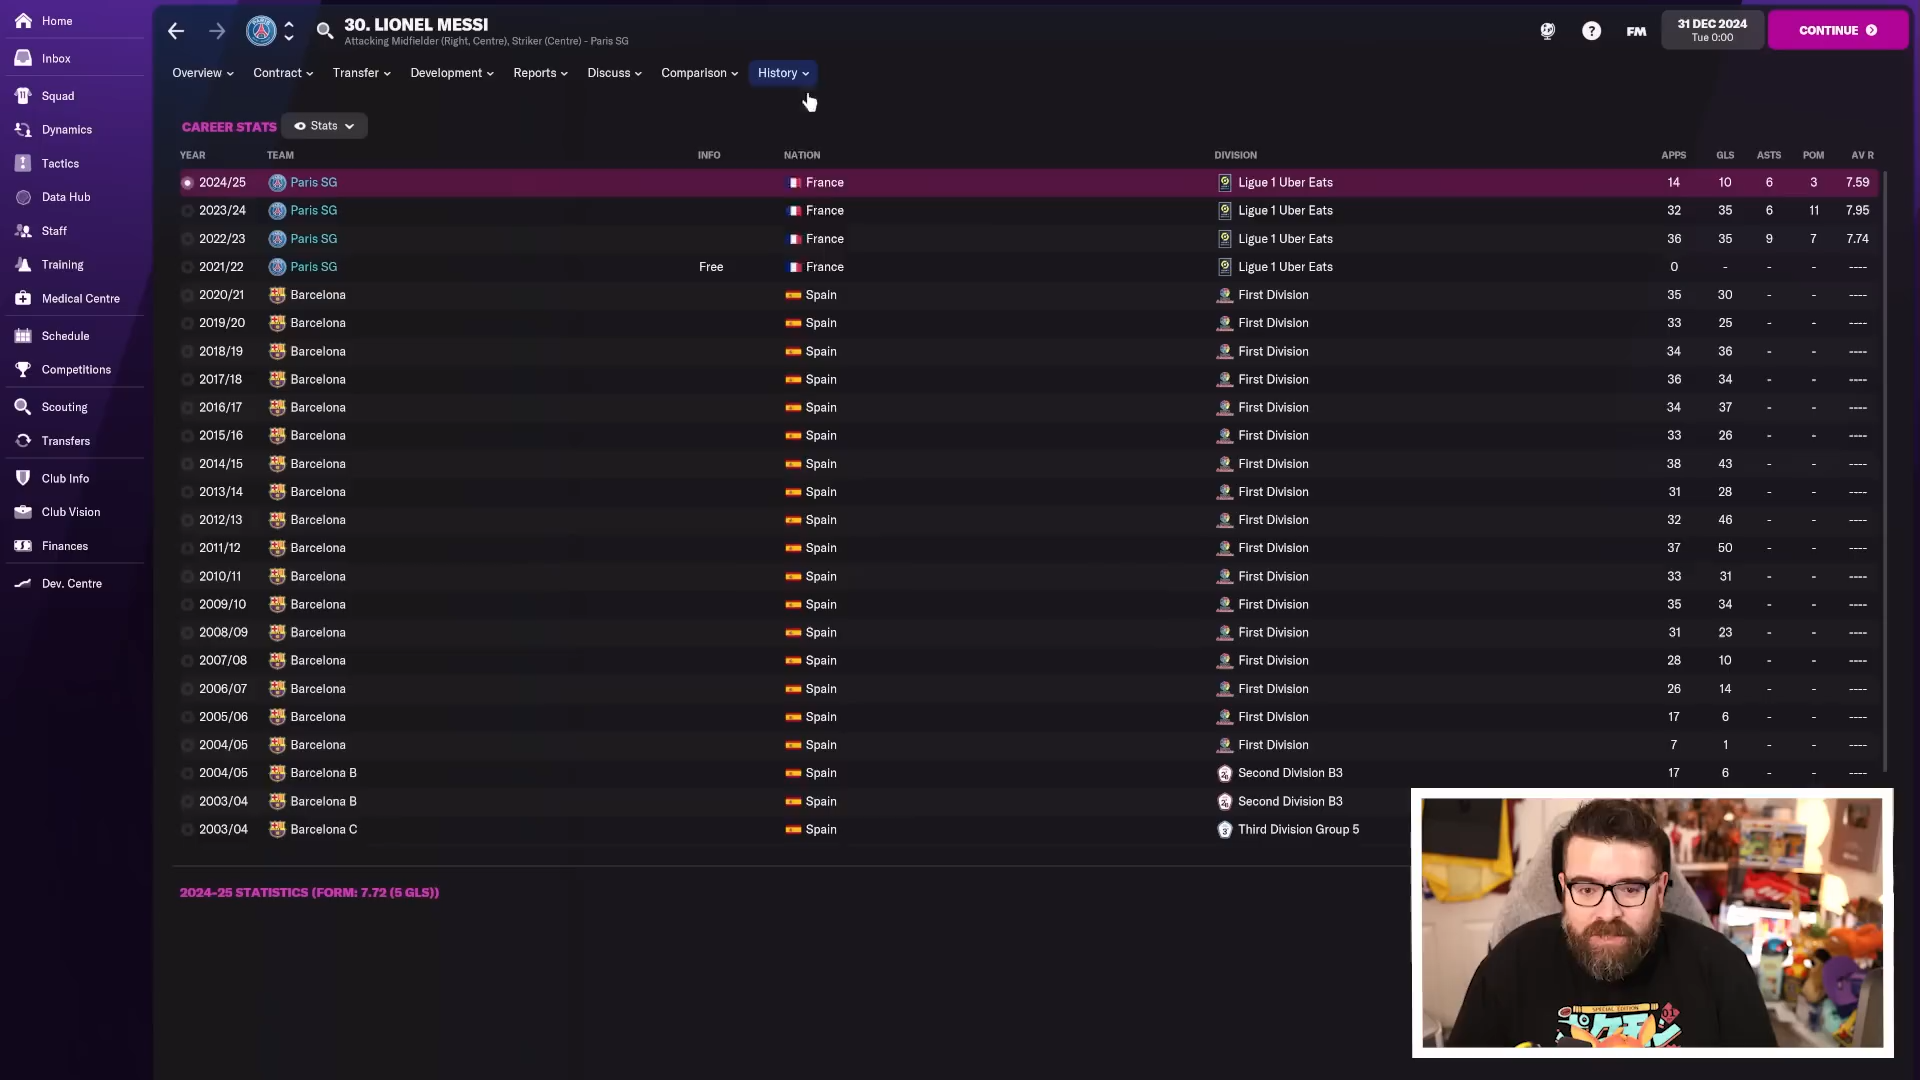 Home
Inbox
Squad
Dynamics
Tactics
Data Hub
Staff
Training
Medical Centre
Schedule
Competitions
Scouting
Transfers
Club Info
Club Vision
Finances
Dev. Centre
30. LIONEL MESSI
Attacking Midfielder (Right, Centre), Striker (Centre) - Paris SG
FM
31 DEC 2024
Tue 0:00
CONTINUE
Overview Contract Transfer Development Reports Discuss Comparison History
CAREER STATS Stats
YEAR TEAM INFO NATION DIVISION APPS GLS ASTS POM AV R
2024/25 Paris SG France Ligue 1 Uber Eats 14 10 6 3 7.59
2023/24 Paris SG France Ligue 1 Uber Eats 32 35 6 11 7.95
2022/23 Paris SG France Ligue 1 Uber Eats 36 35 9 7 7.74
2021/22 Paris SG Free France Ligue 1 Uber Eats 0 - - - ----
2020/21 Barcelona Spain First Division 35 30 - - ----
2019/20 Barcelona Spain First Division 33 25 - - ----
2018/19 Barcelona Spain First Division 34 36 - - ----
2017/18 Barcelona Spain First Division 36 34 - - ----
2016/17 Barcelona Spain First Division 34 37 - - ----
2015/16 Barcelona Spain First Division 33 26 - - ----
2014/15 Barcelona Spain First Division 38 43 - - ----
2013/14 Barcelona Spain First Division 31 28 - - ----
2012/13 Barcelona Spain First Division 32 46 - - ----
2011/12 Barcelona Spain First Division 37 50 - - ----
2010/11 Barcelona Spain First Division 33 31 - - ----
2009/10 Barcelona Spain First Division 35 34 - - ----
2008/09 Barcelona Spain First Division 31 23 - - ----
2007/08 Barcelona Spain First Division 28 10 - - ----
2006/07 Barcelona Spain First Division 26 14 - - ----
2005/06 Barcelona Spain First Division 17 6 - - ----
2004/05 Barcelona Spain First Division 7 1 - - ----
2004/05 Barcelona B Spain Second Division B3 17 6 - - ----
2003/04 Barcelona B Spain Second Division B3
2003/04 Barcelona C Spain Third Division Group 5
2024-25 STATISTICS (FORM: 7.72 (5 GLS))
SPECIAL EDITION